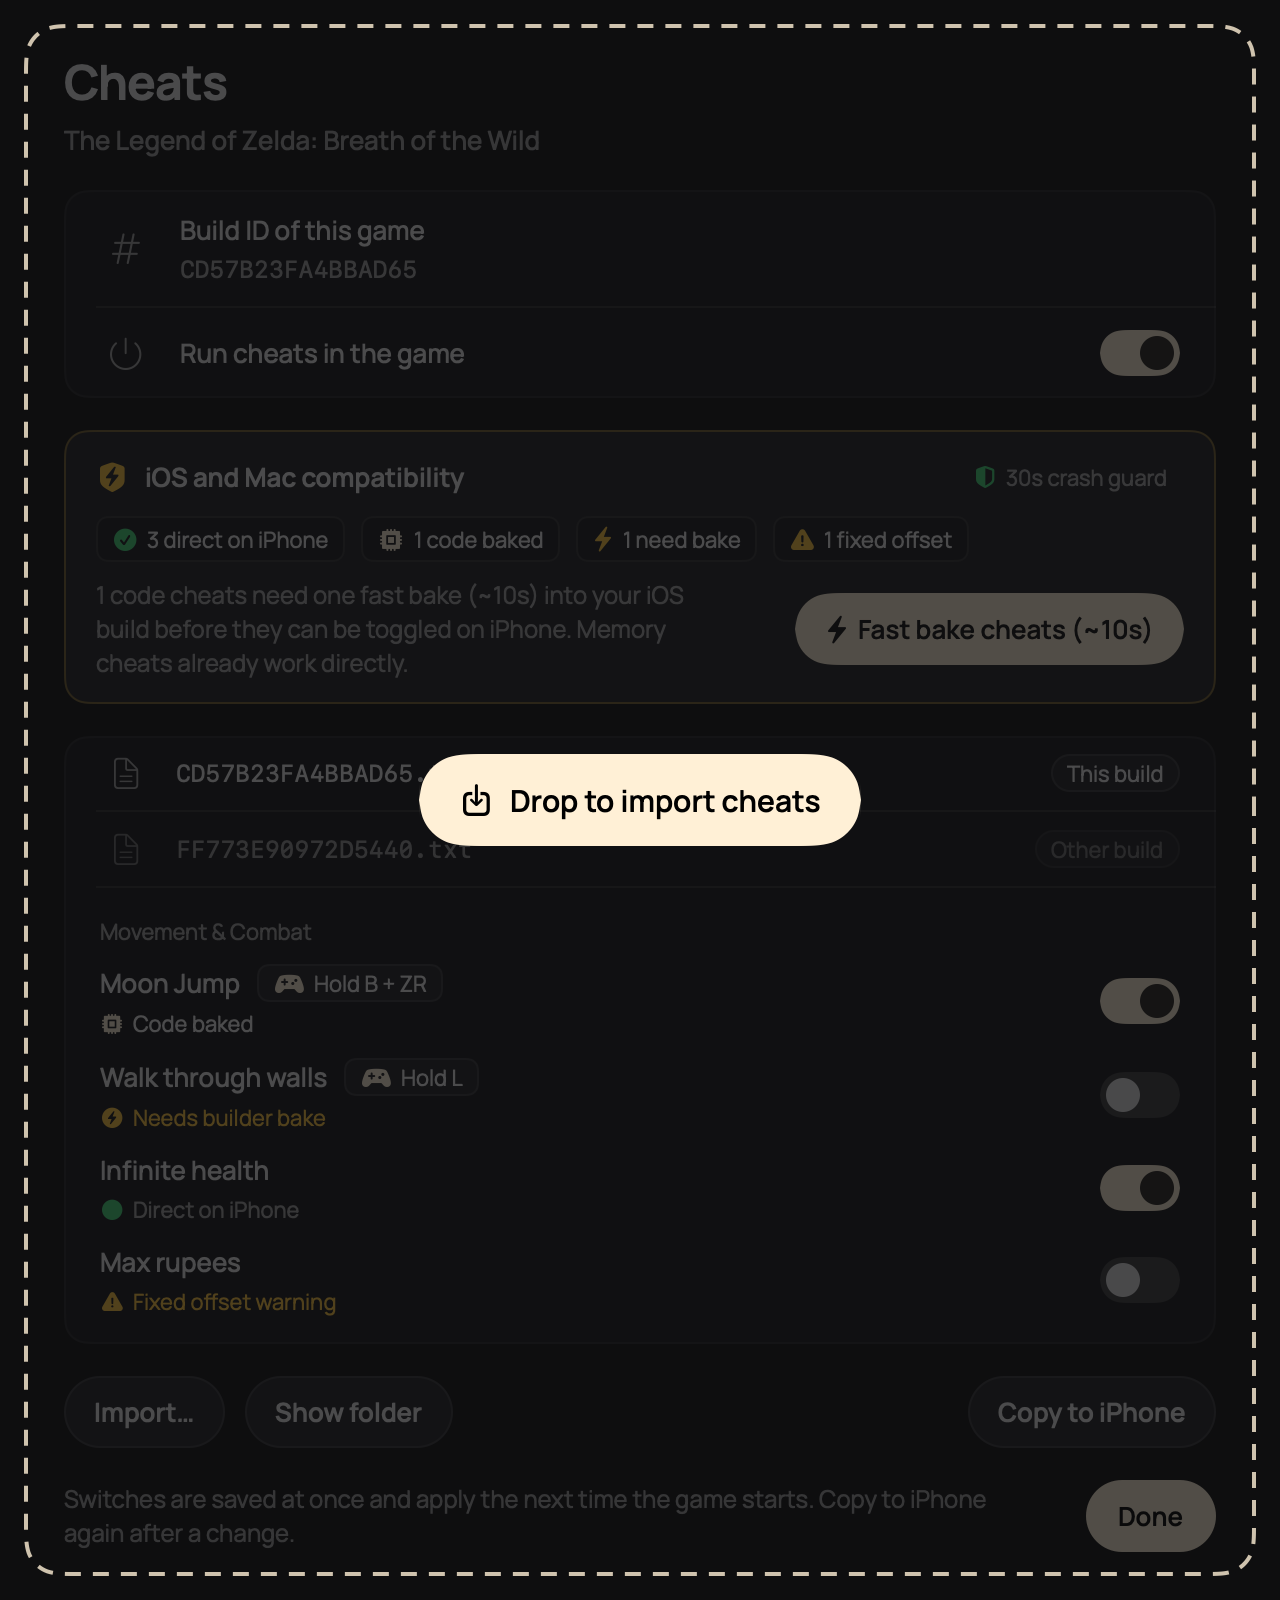 Cheats
The Legend of Zelda: Breath of the Wild
Build ID of this game
CD57B23FA4BBAD65
Run cheats in the game
iOS and Mac compatibility
30s crash guard
3 direct on iPhone
1 code baked
1 need bake
1 fixed offset
1 code cheats need one fast bake (~10s) into your iOS
build before they can be toggled on iPhone. Memory
cheats already work directly.
Fast bake cheats (~10s)
CD57B23FA4BBAD65.
This build
Drop to import cheats
FF773E90972D5440.txt
Other build
Movement & Combat
Moon Jump
Hold B + ZR
Code baked
Walk through walls
Hold L
Needs builder bake
Infinite health
Direct on iPhone
Max rupees
Fixed offset warning
Import...
Show folder
Copy to iPhone
Switches are saved at once and apply the next time the game starts. Copy to iPhone
again after a change.
Done